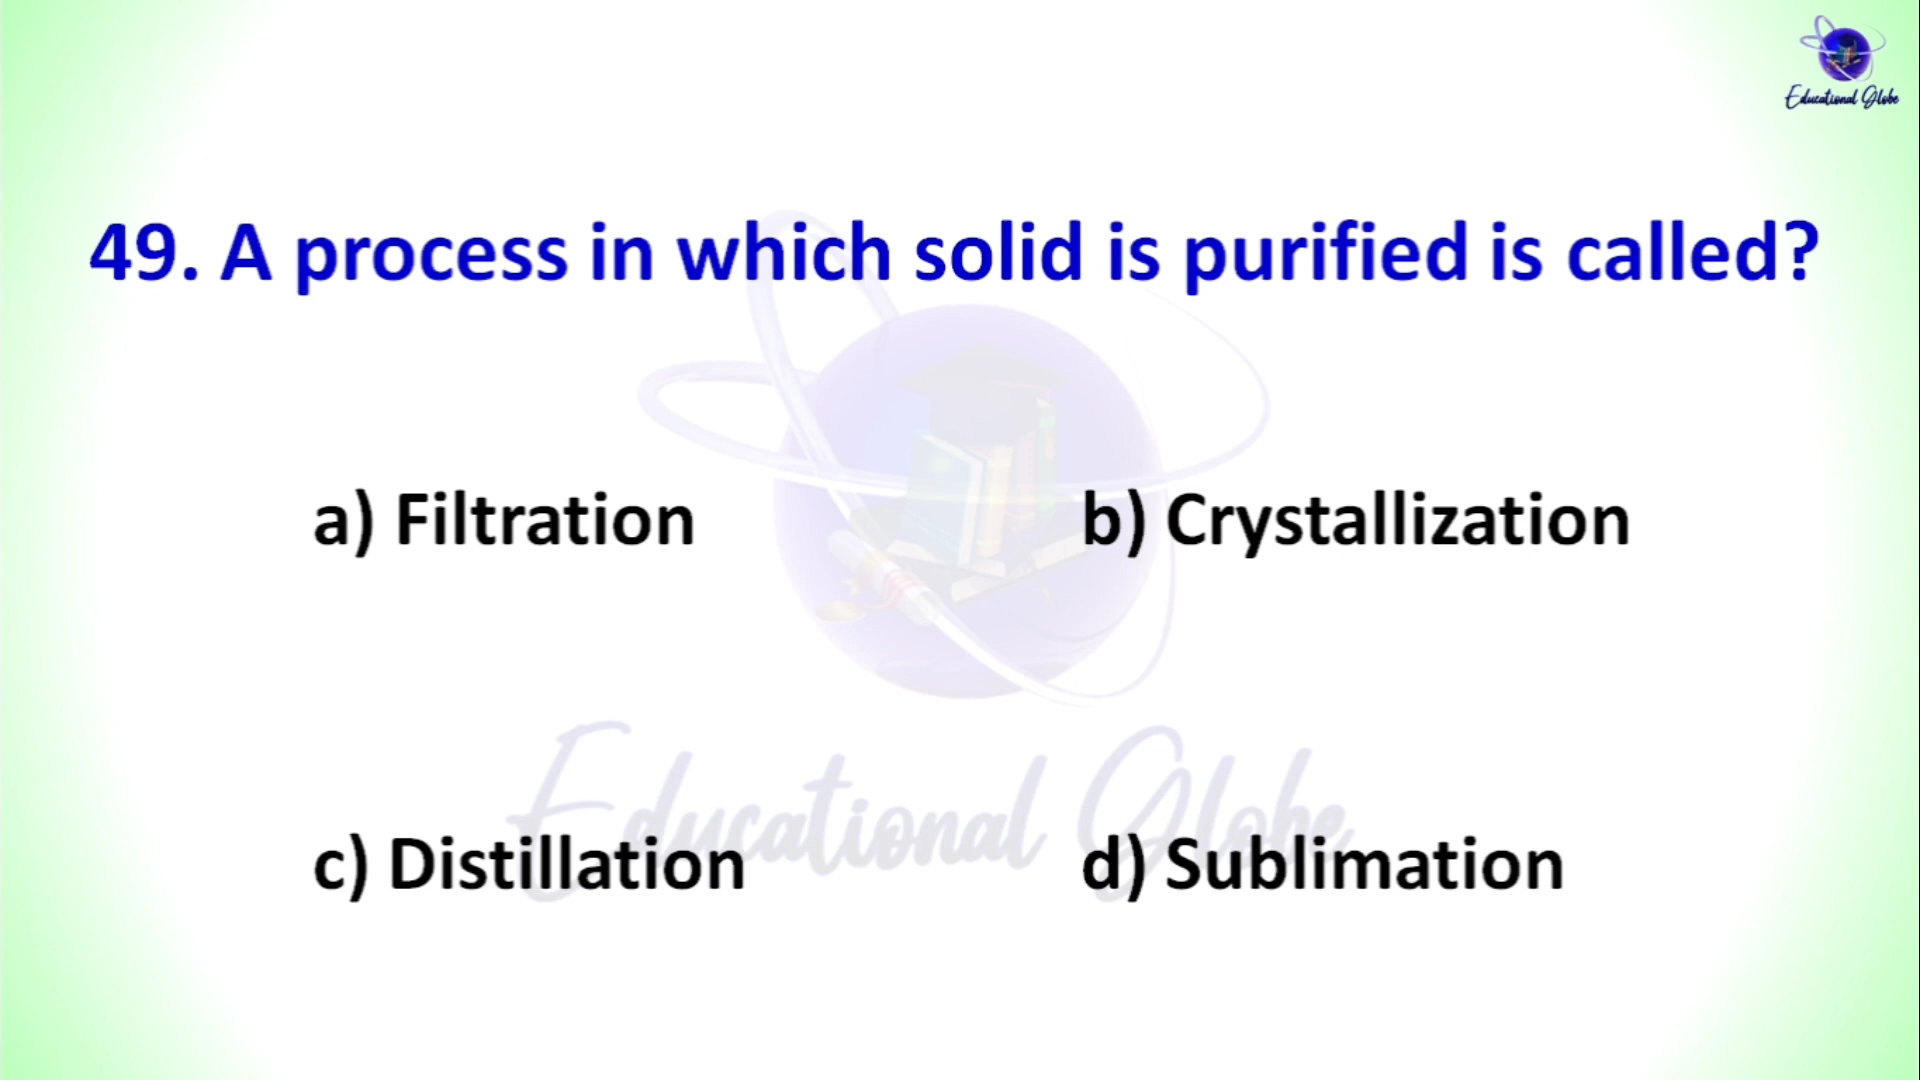 Educational Globe
49. A process in which solid is purified is called?
a) Filtration
b) Crystallization
Educational Globe
c) Distillation
d) Sublimation